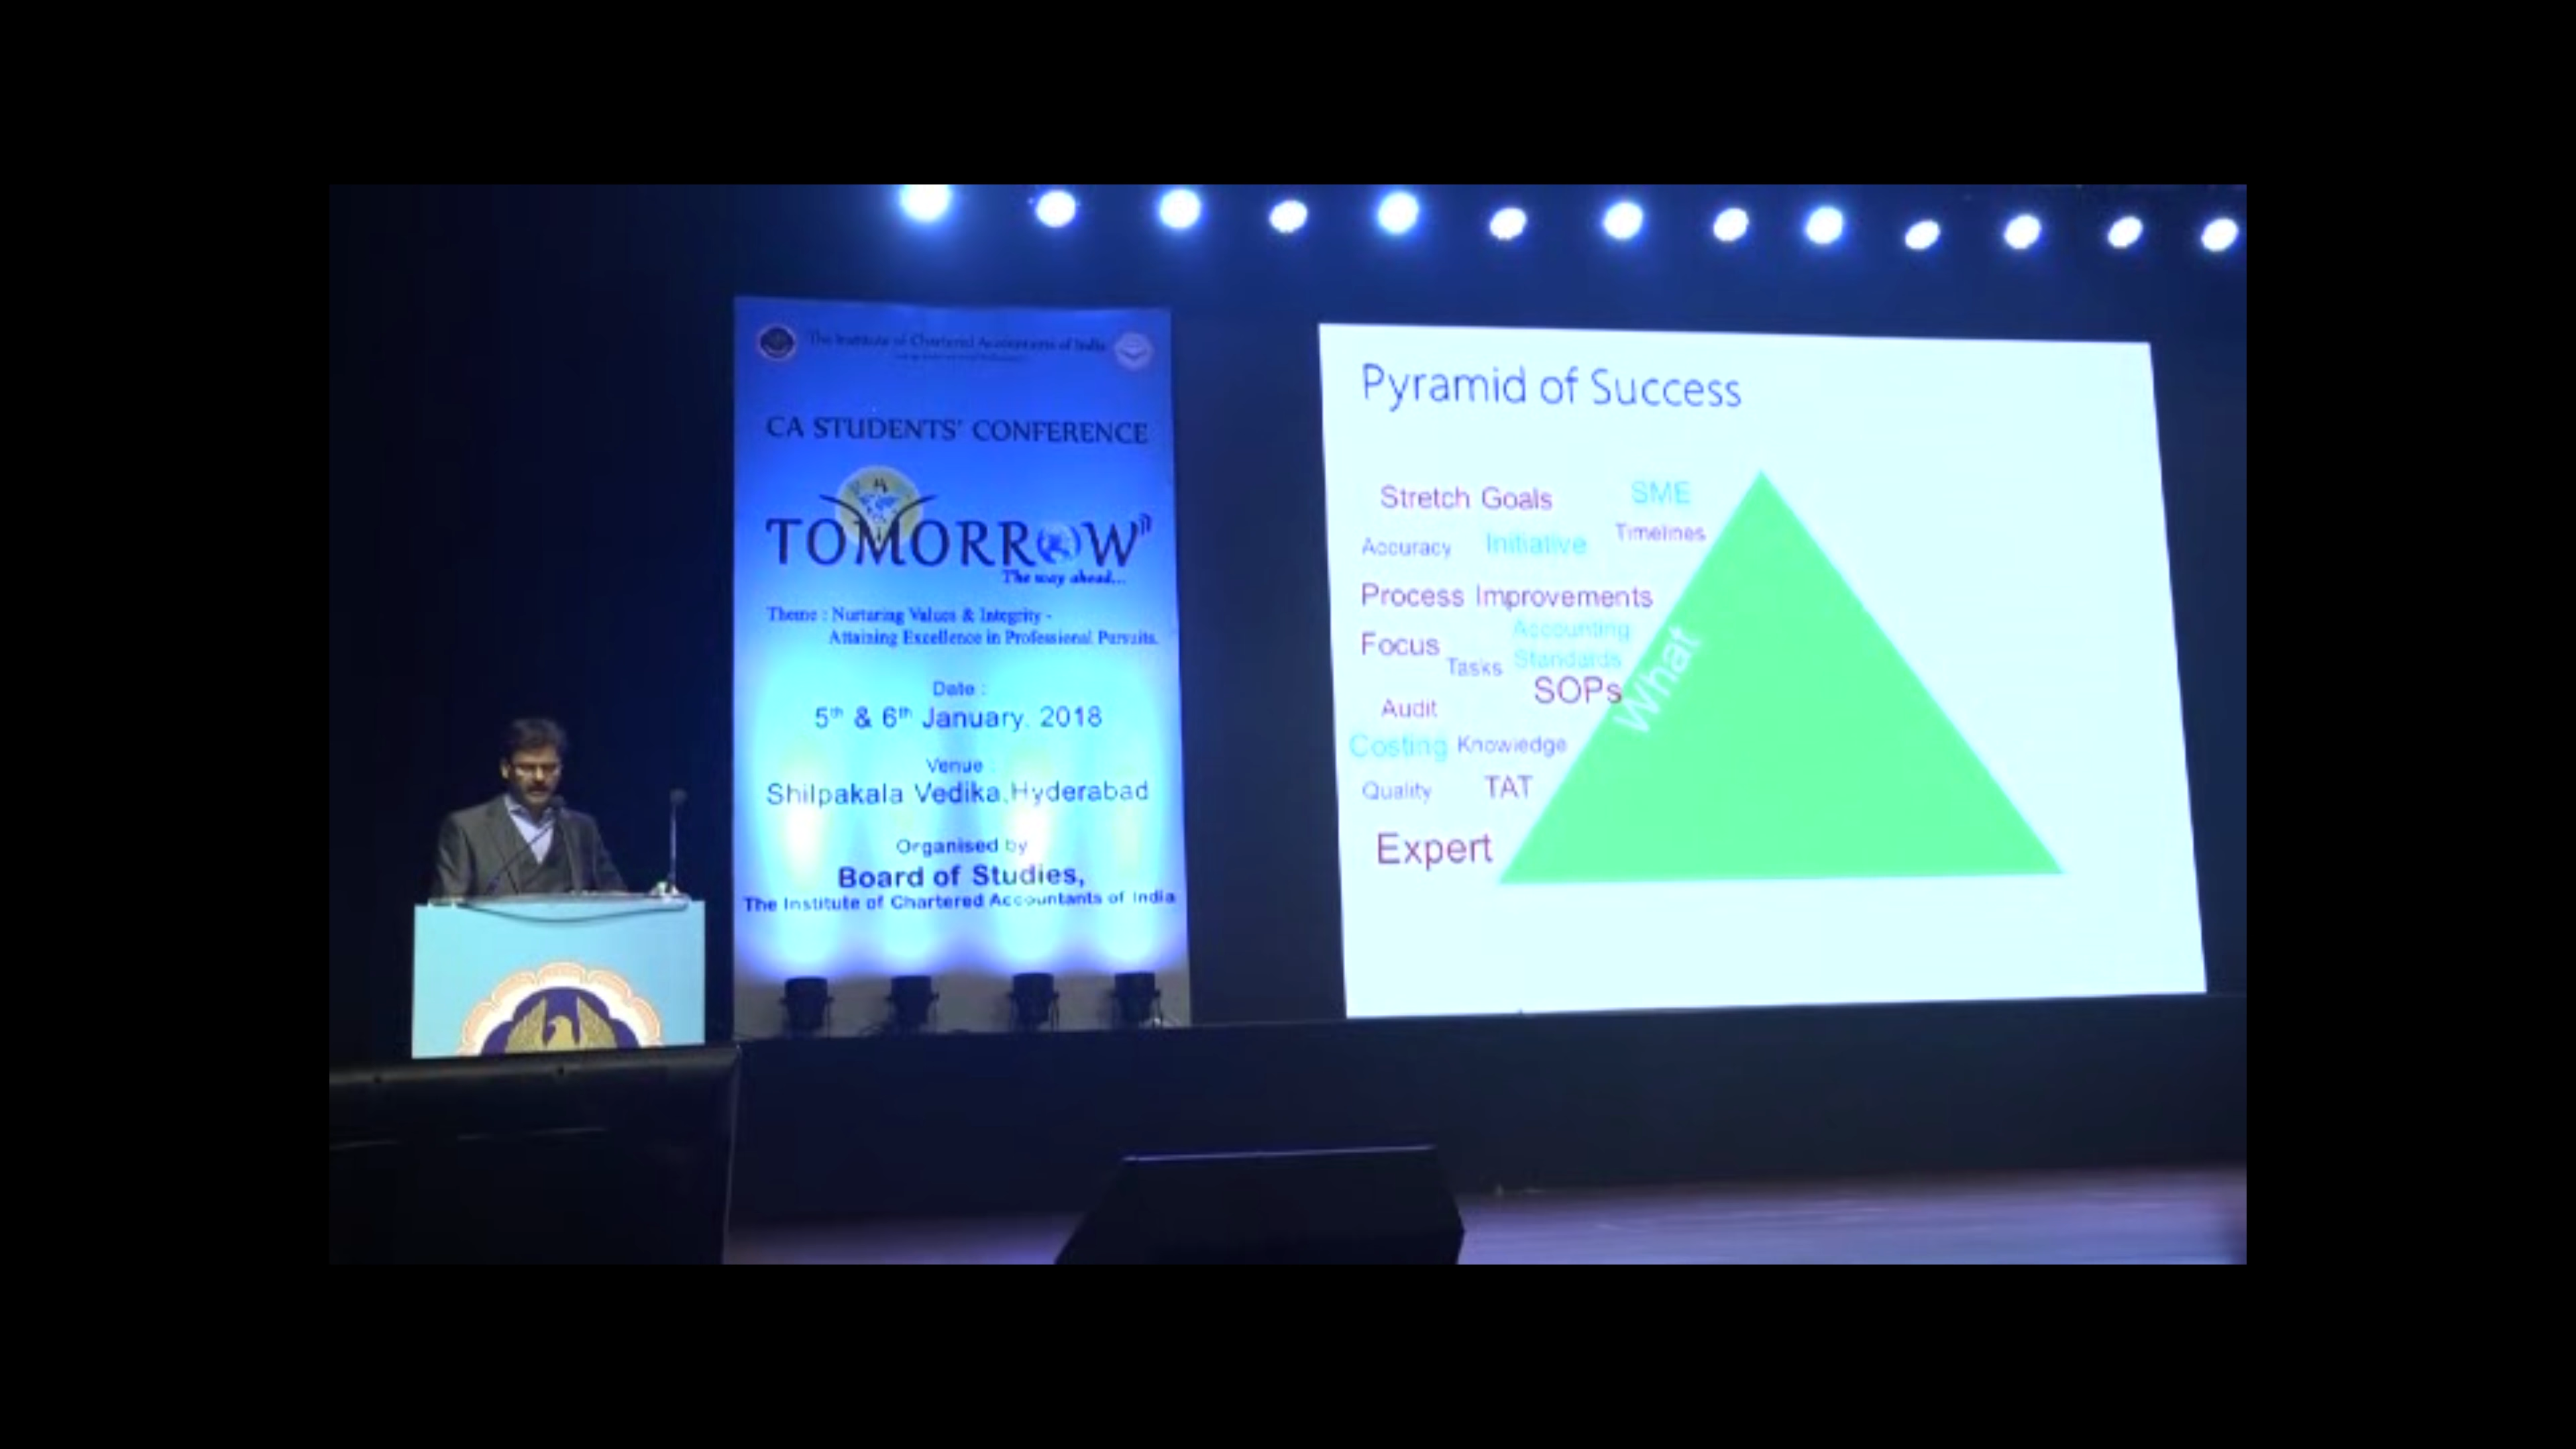 The Institute of Chartered Accountants of India
CA STUDENTS' CONFERENCE
TOMORROW
The way ahead...
Theme : Nurturing Values & Integrity -
Attaining Excellence in Professional Pursuits.
Date :
5th & 6th January, 2018
Venue :
Shilpakala Vedika,Hyderabad
Organised by
Board of Studies,
The Institute of Chartered Accountants of India
Pyramid of Success
Stretch Goals SME
Accuracy Initiative Timelines
Process Improvements
Focus Tasks Accounting
Standards
SOPs
What
Audit
Costing Knowledge
Quality TAT
Expert